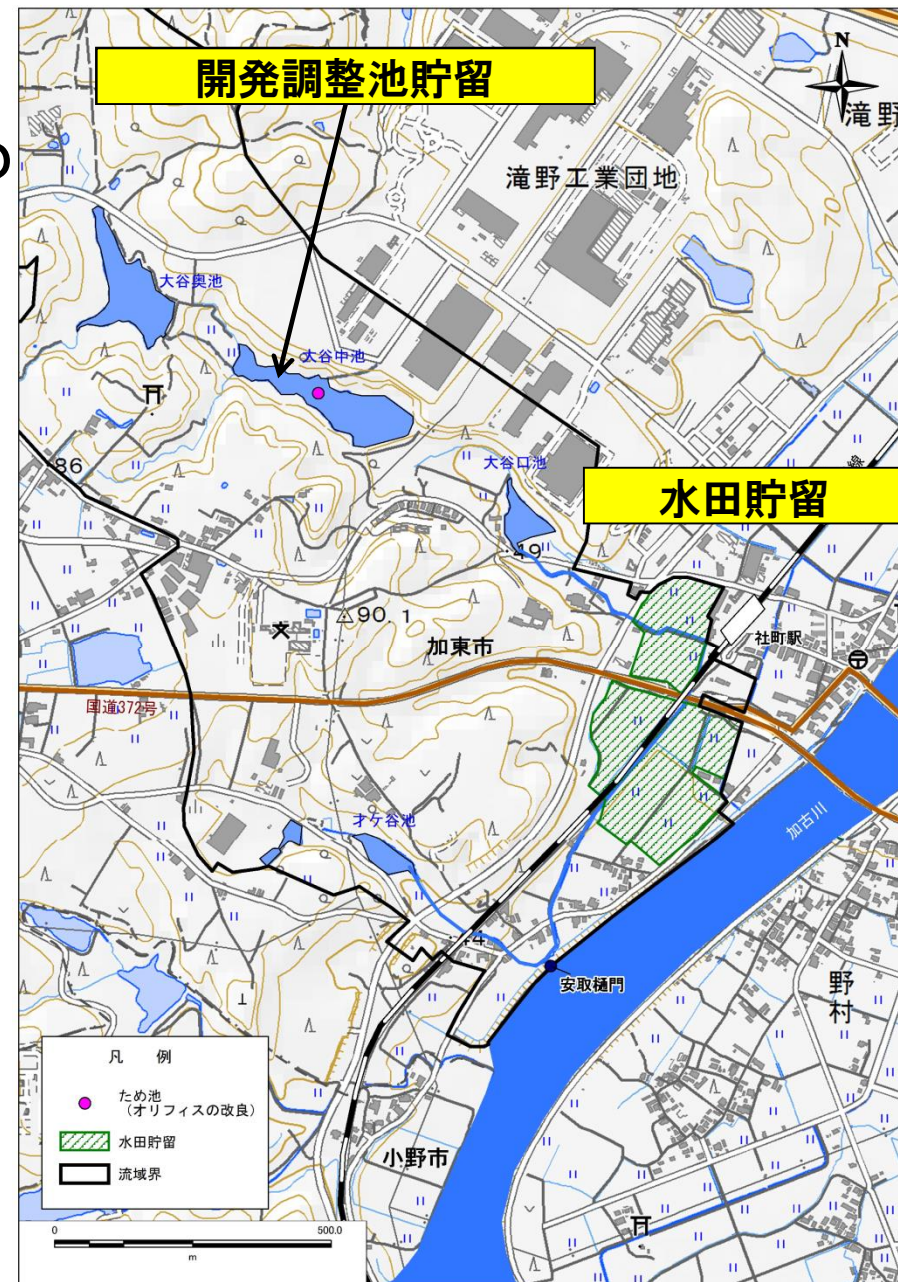 開発調整池貯留
の
N
滝野
滝野工業団地
70
大谷奥池
大谷中池
86
大谷口池
水田貯留
線
49
90.1
加東市
社町駅
国道372号
才ケ谷池
加古川
44
安取樋門
野村
凡 例
ため池
(オリフィスの改良)
水田貯留
流域界
小野市
0
500.0
m